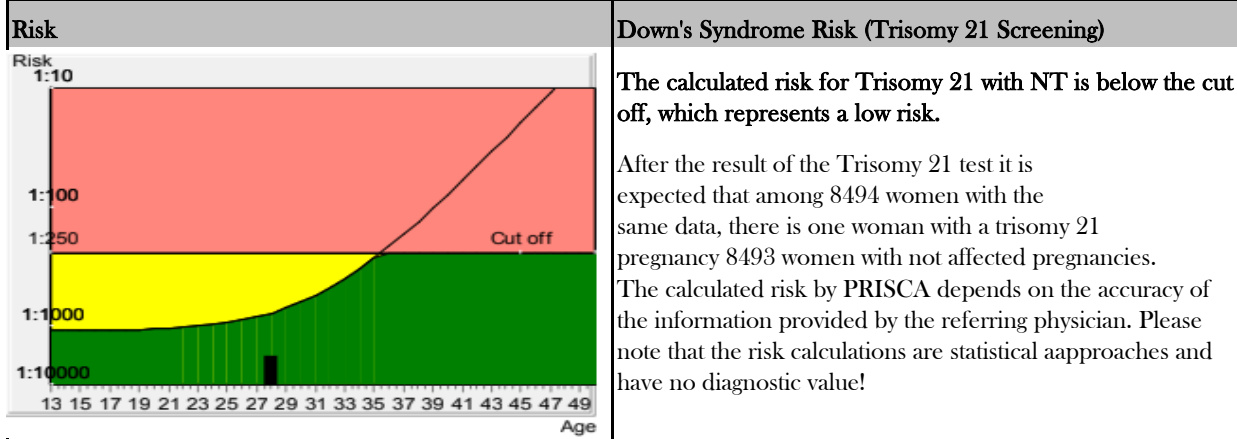 Risk
Risk
1:10
1:100
1:250
Cut off
1:1000
1:10000
13 15 17 19 21 23 25 27 29 31 33 35 37 39 41 43 45 47 49
Age
Down's Syndrome Risk (Trisomy 21 Screening)
The calculated risk for Trisomy 21 with NT is below the cut
off, which represents a low risk.
After the result of the Trisomy 21 test it is
expected that among 8494 women with the
same data, there is one woman with a trisomy 21
pregnancy 8493 women with not affected pregnancies.
The calculated risk by PRISCA depends on the accuracy of
the information provided by the referring physician. Please
note that the risk calculations are statistical aapproaches and
have no diagnostic value!